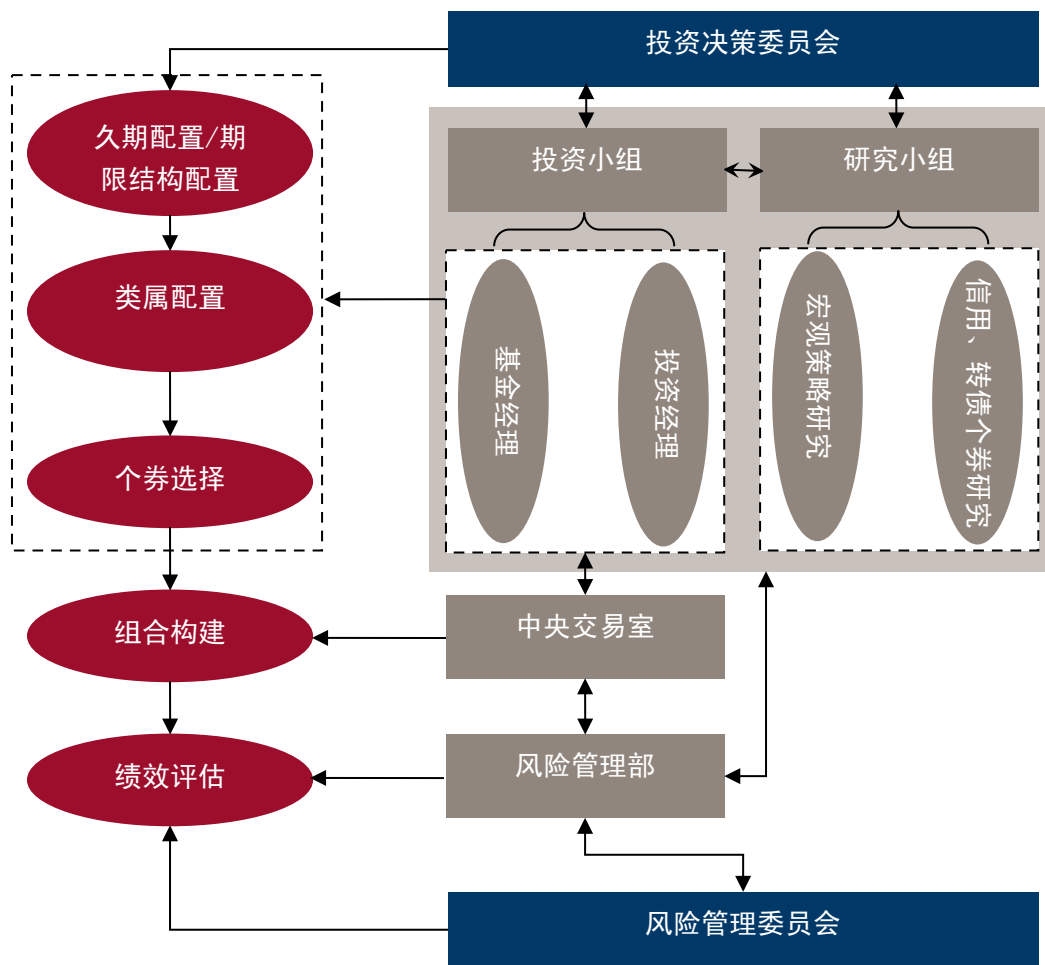 投资决策委员会
久期配置/期
限结构配置
投资小组
研究小组
类属配置
基金经理
投资经理
宏观策略研究
信用、转债个券研究
个券选择
组合构建
中央交易室
绩效评估
风险管理部
风险管理委员会